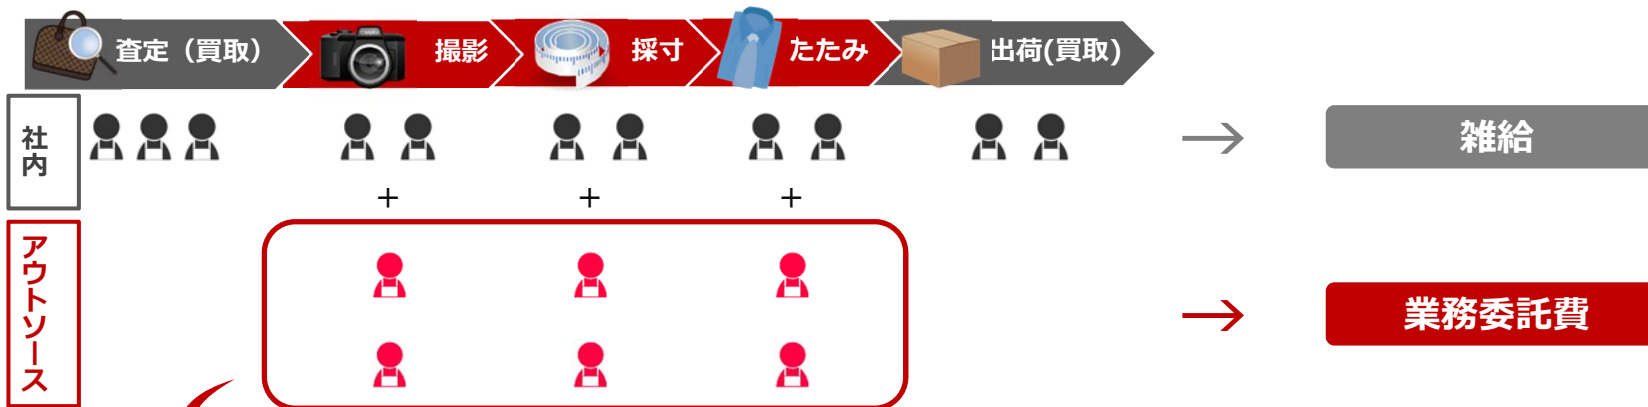 査定（買取）
撮影
採寸
たたみ
出荷(買取)
社内
雑給
+
+
+
アウトソース
業務委託費